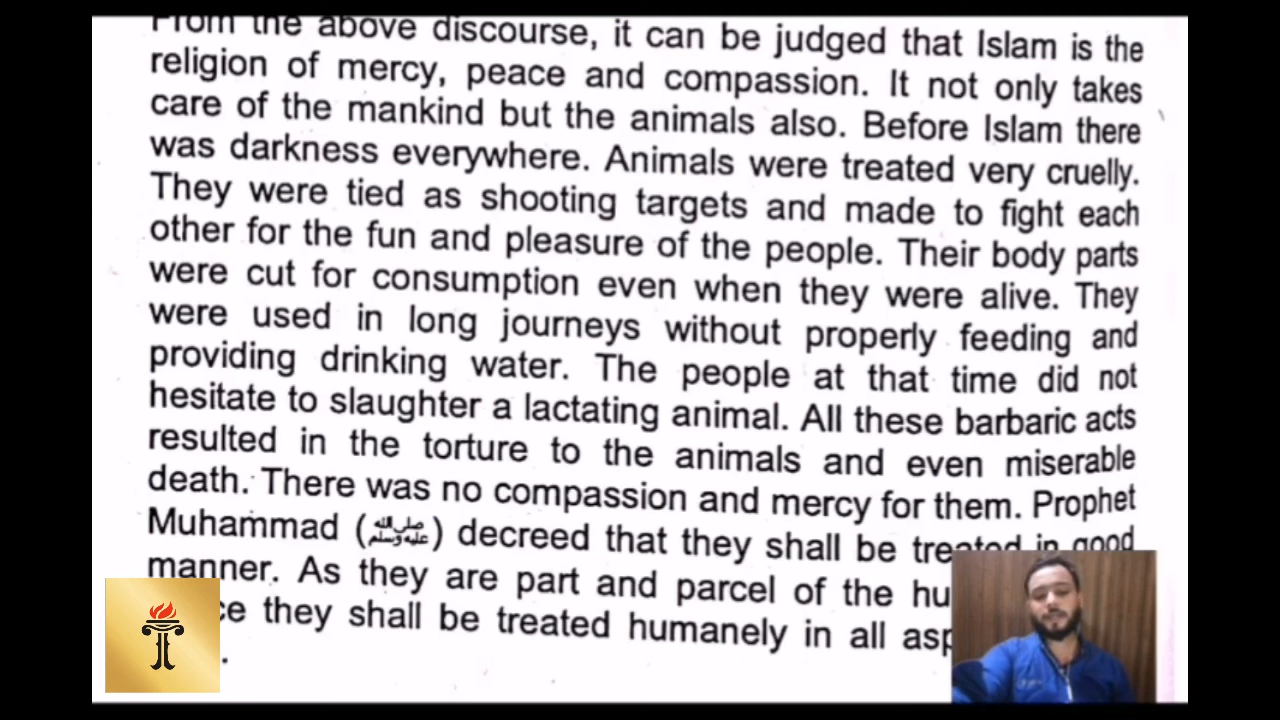 From the above discourse, it can be judged that Islam is the
religion of mercy, peace and compassion. It not only takes
care of the mankind but the animals also. Before Islam there
was darkness everywhere. Animals were treated very cruelly.
They were tied as shooting targets and made to fight each
other for the fun and pleasure of the people. Their body parts
were cut for consumption even when they were alive. They
were used in long journeys without properly feeding and
providing drinking water. The people at that time did not
hesitate to slaughter a lactating animal. All these barbaric acts
resulted in the torture to the animals and even miserable
death. There was no compassion and mercy for them. Prophet
Muhammad (صلى الله عليه وسلم) decreed that they shall be treated in good
manner. As they are part and parcel of the
they shall be treated humanely in all